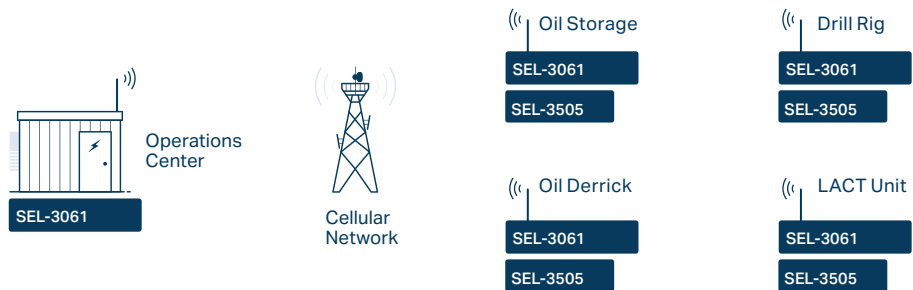 Operations
Center
SEL-3061
Cellular
Network
Oil Storage
SEL-3061
SEL-3505
Drill Rig
SEL-3061
SEL-3505
Oil Derrick
SEL-3061
SEL-3505
LACT Unit
SEL-3061
SEL-3505